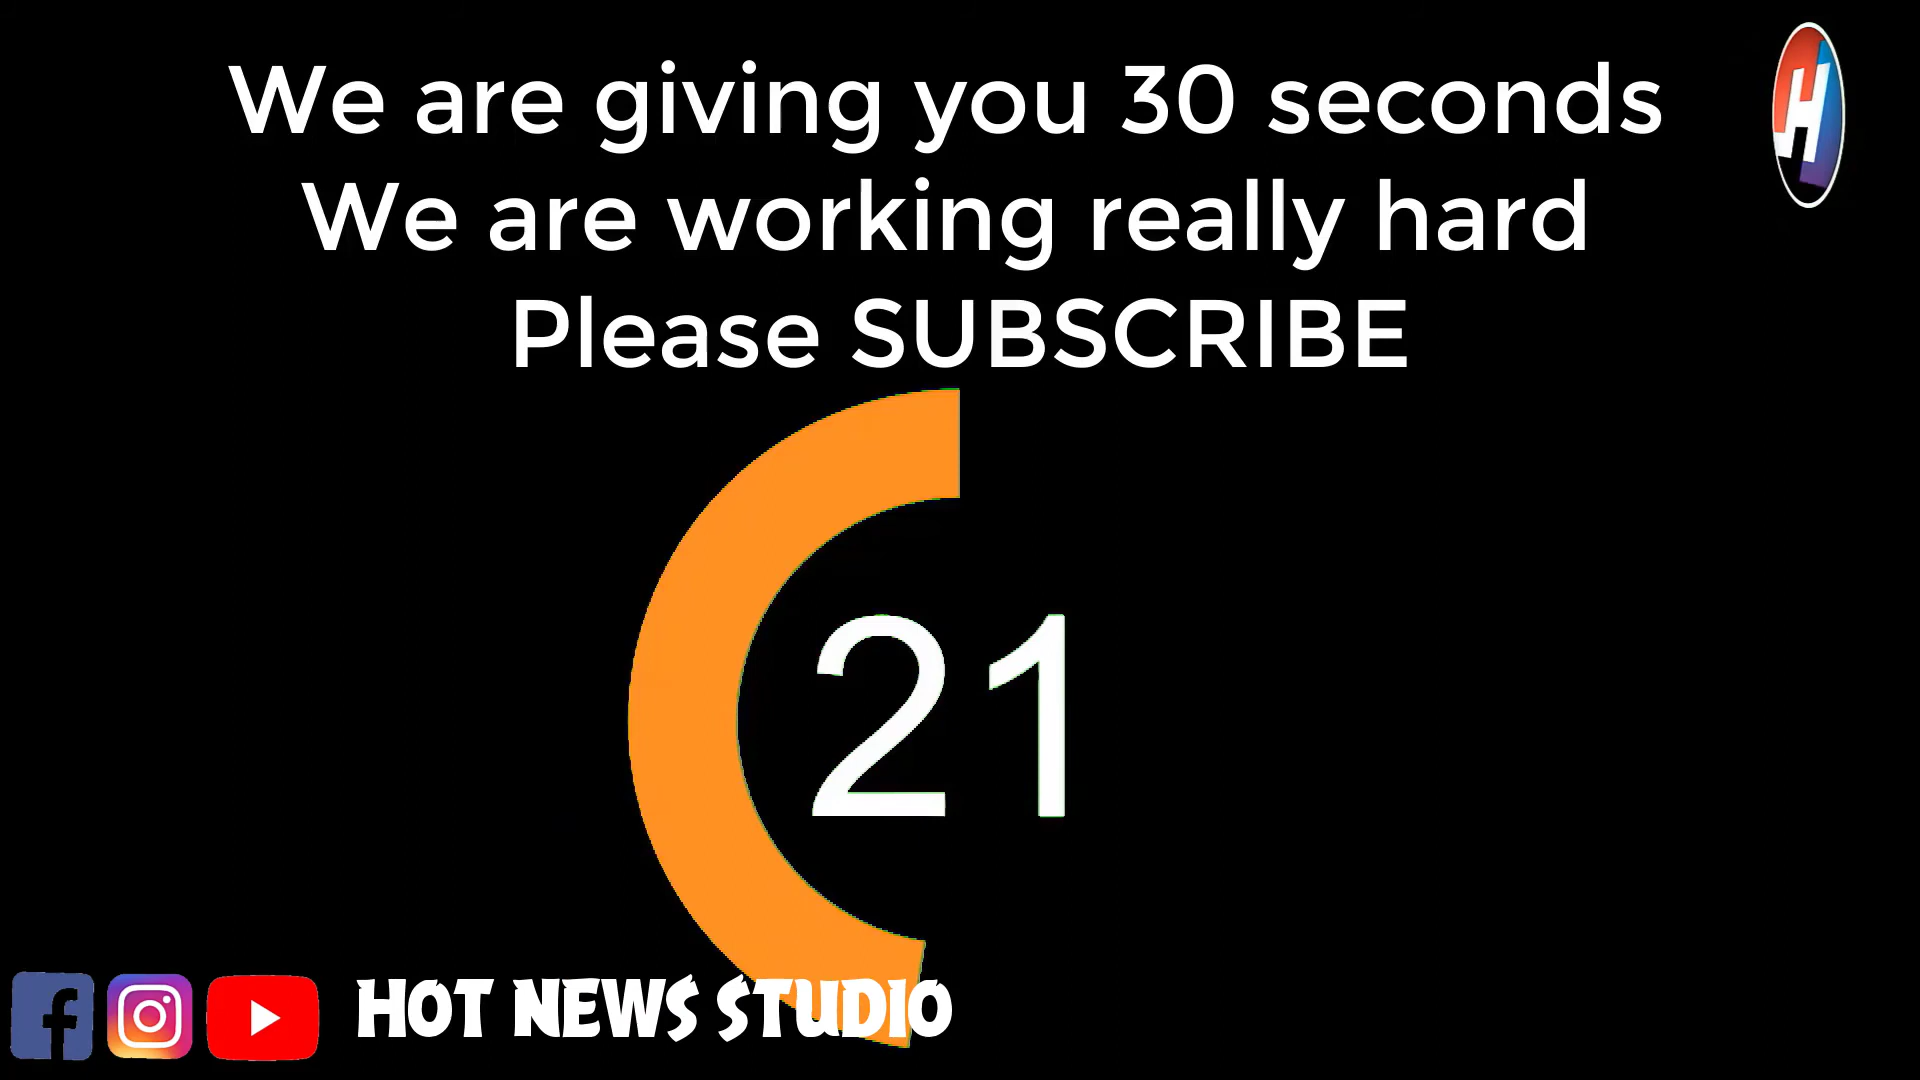 We are giving you 30 seconds
We are working really hard
Please SUBSCRIBE
21
HOT NEWS STUDIO
H